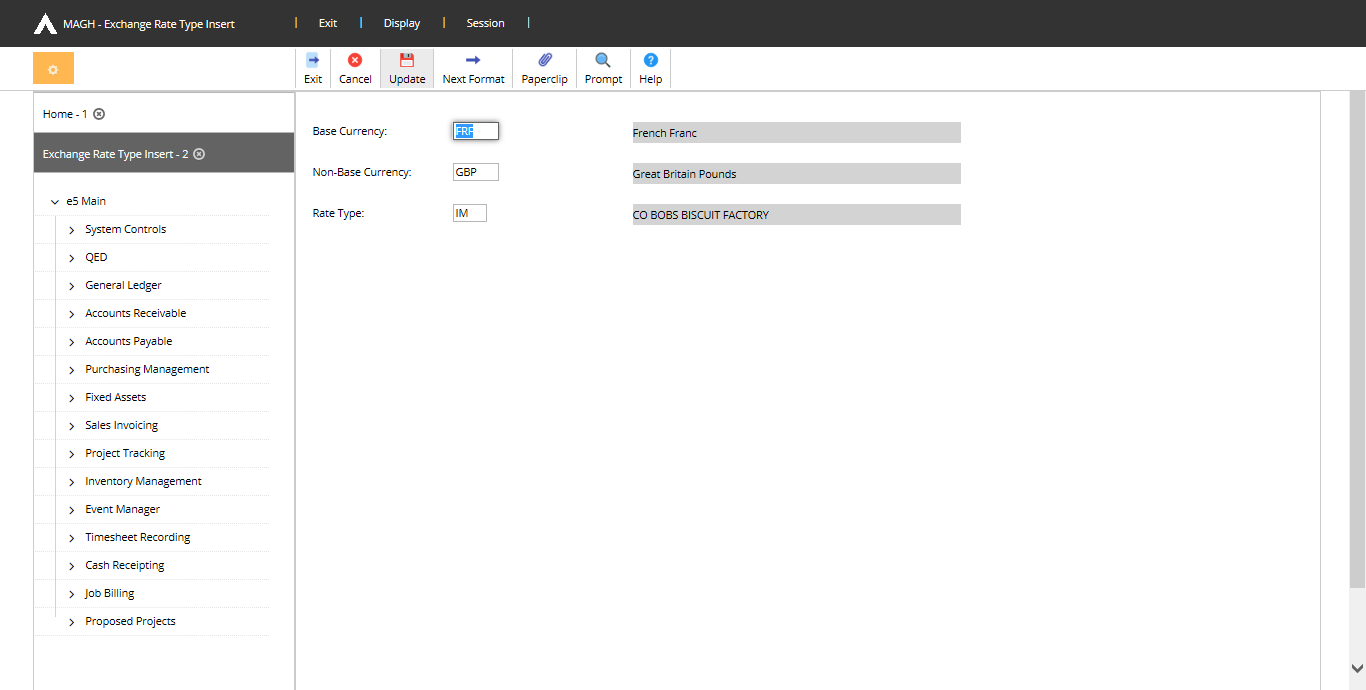 MAGH - Exchange Rate Type Insert
Exit
Display
Session
Exit
Cancel
Update
Next Format
Paperclip
Prompt
Help
Home - 1
Exchange Rate Type Insert - 2
e5 Main
System Controls
QED
General Ledger
Accounts Receivable
Accounts Payable
Purchasing Management
Fixed Assets
Sales Invoicing
Project Tracking
Inventory Management
Event Manager
Timesheet Recording
Cash Receipting
Job Billing
Proposed Projects
Base Currency: FRF French Franc
Non-Base Currency: GBP Great Britain Pounds
Rate Type: IM CO BOBS BISCUIT FACTORY